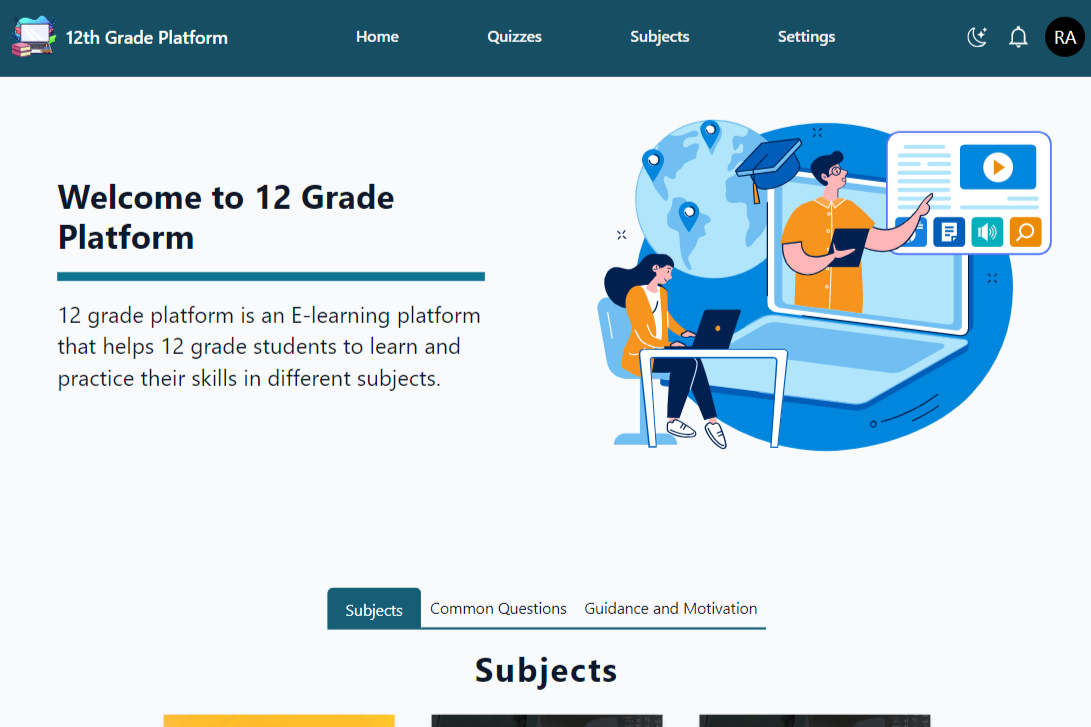 12th Grade Platform
Home
Quizzes
Subjects
Settings
RA
Welcome to 12 Grade
Platform
12 grade platform is an E-learning platform
that helps 12 grade students to learn and
practice their skills in different subjects.
Subjects
Common Questions
Guidance and Motivation
Subjects